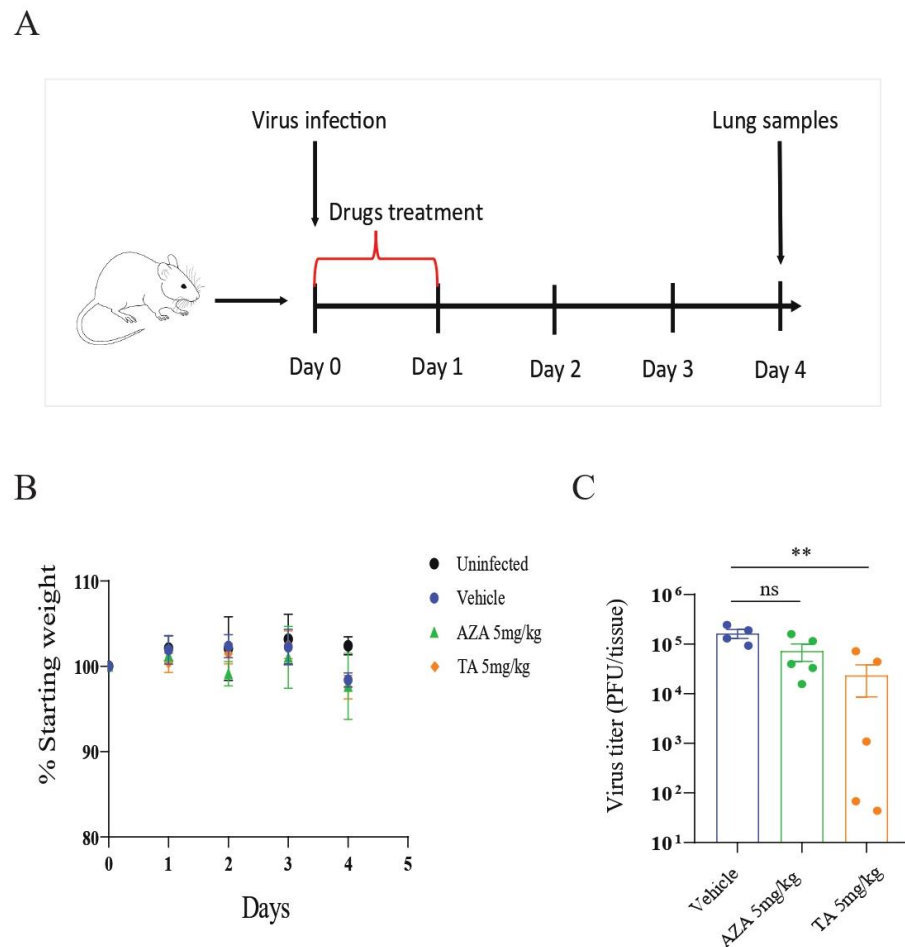 A
Virus infection
Lung samples
Drugs treatment
Day 0
Day 1
Day 2
Day 3
Day 4
B
% Starting weight
110
100
90
80
0
1
2
3
4
5
Days
Uninfected
Vehicle
AZA 5mg/kg
TA 5mg/kg
C
**
ns
Virus titer (PFU/tissue)
10⁶
10⁵
10⁴
10³
10²
10¹
Vehicle
AZA 5mg/kg
TA 5mg/kg